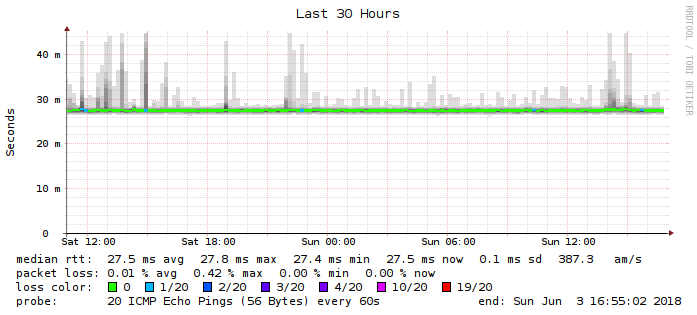 Last 30 Hours
RRDTOOL / TOBI OETIKER
Seconds
40 m
30 m
20 m
10 m
0
Sat 12:00 Sat 18:00 Sun 00:00 Sun 06:00 Sun 12:00
median rtt: 27.5 ms avg 27.8 ms max 27.4 ms min 27.5 ms now 0.1 ms sd 387.3 am/s
packet loss: 0.01 % avg 0.42 % max 0.00 % min 0.00 % now
loss color: 0 1/20 2/20 3/20 4/20 10/20 19/20
probe: 20 ICMP Echo Pings (56 Bytes) every 60s end: Sun Jun 3 16:55:02 2018